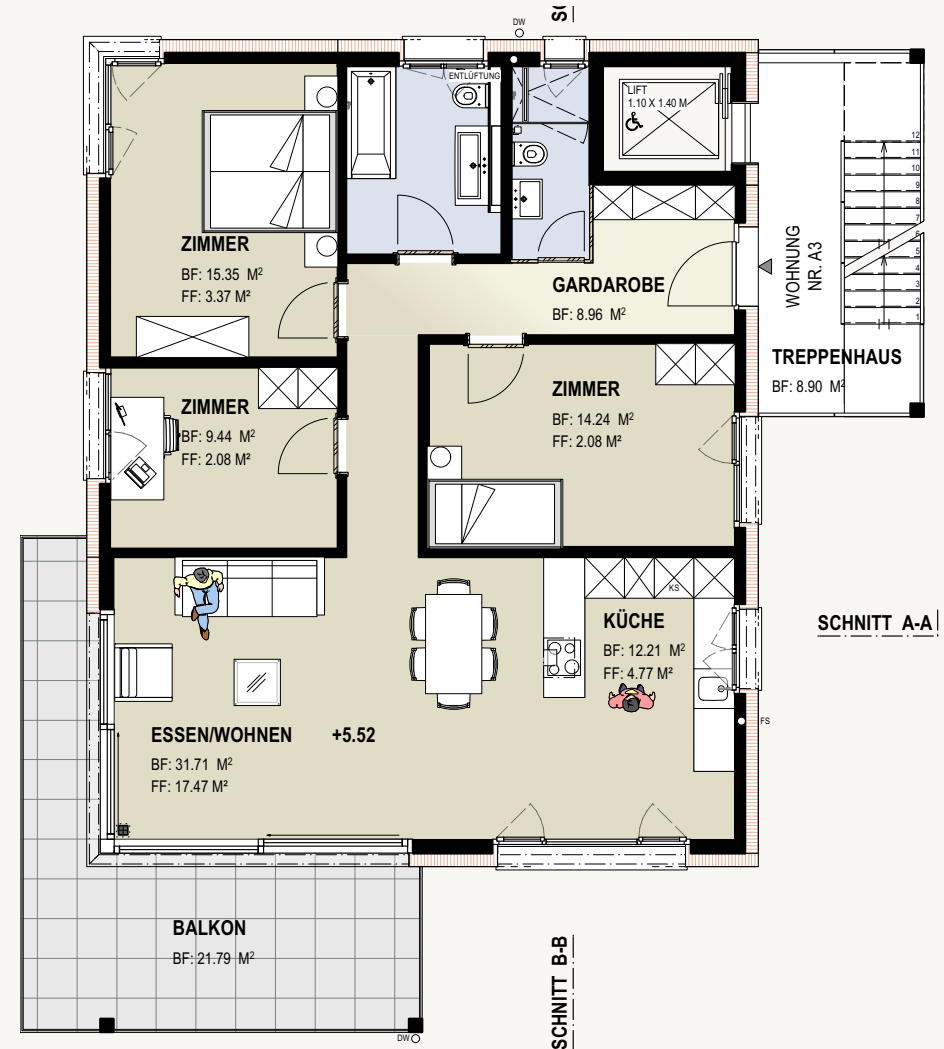 DW
ENTLÜFTUNG
LIFT
1.10 X 1.40 M
12
11
10
9
8
7
6
5
4
3
2
1
ZIMMER
BF: 15.35 M²
FF: 3.37 M²
WOHNUNG
NR. A3
GARDAROBE
BF: 8.96 M²
TREPPENHAUS
BF: 8.90 M²
ZIMMER
BF: 9.44 M²
FF: 2.08 M²
ZIMMER
BF: 14.24 M²
FF: 2.08 M²
KS
KÜCHE
BF: 12.21 M²
FF: 4.77 M²
SCHNITT A-A
FS
ESSEN/WOHNEN +5.52
BF: 31.71 M²
FF: 17.47 M²
BALKON
BF: 21.79 M²
SCHNITT B-B
DW